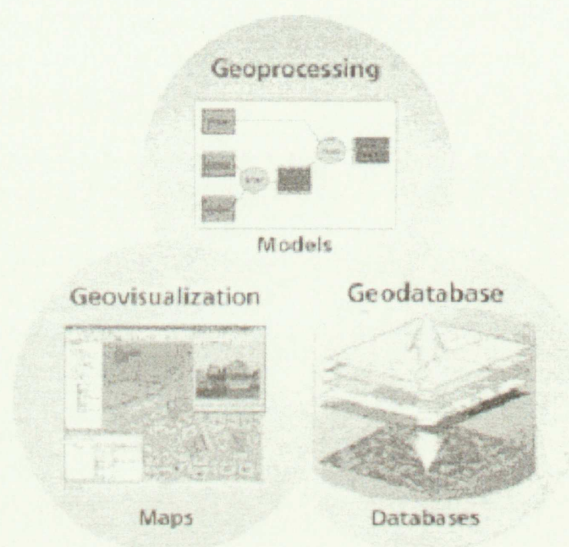 Geoprocessing
Models
Geovisualization
Maps
Geodatabase
Databases